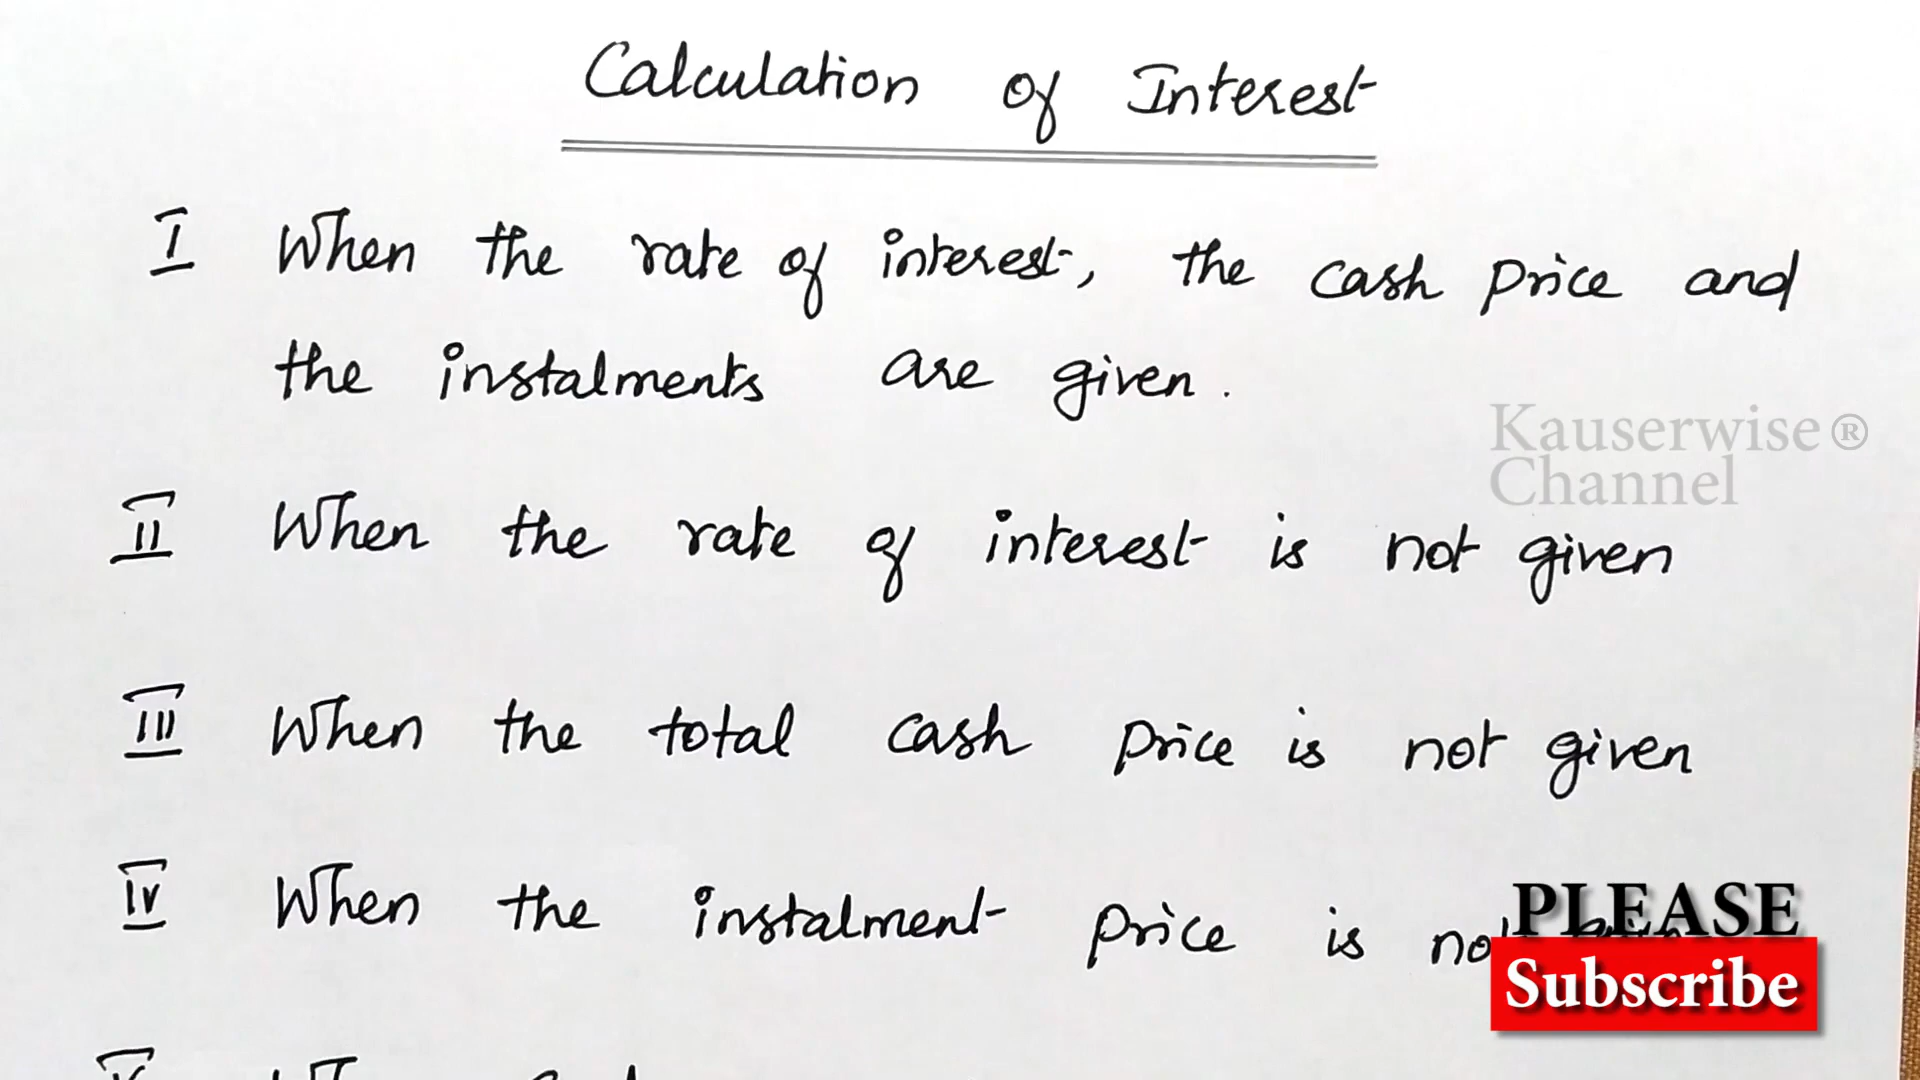 Calculation of Interest
I When the rate of interest, the cash price and
the instalments are given.
Kauserwise®
Channel
II When the rate of interest is not given
III When the total cash price is not given
IV When the instalment price is
PLEASE
Subscribe